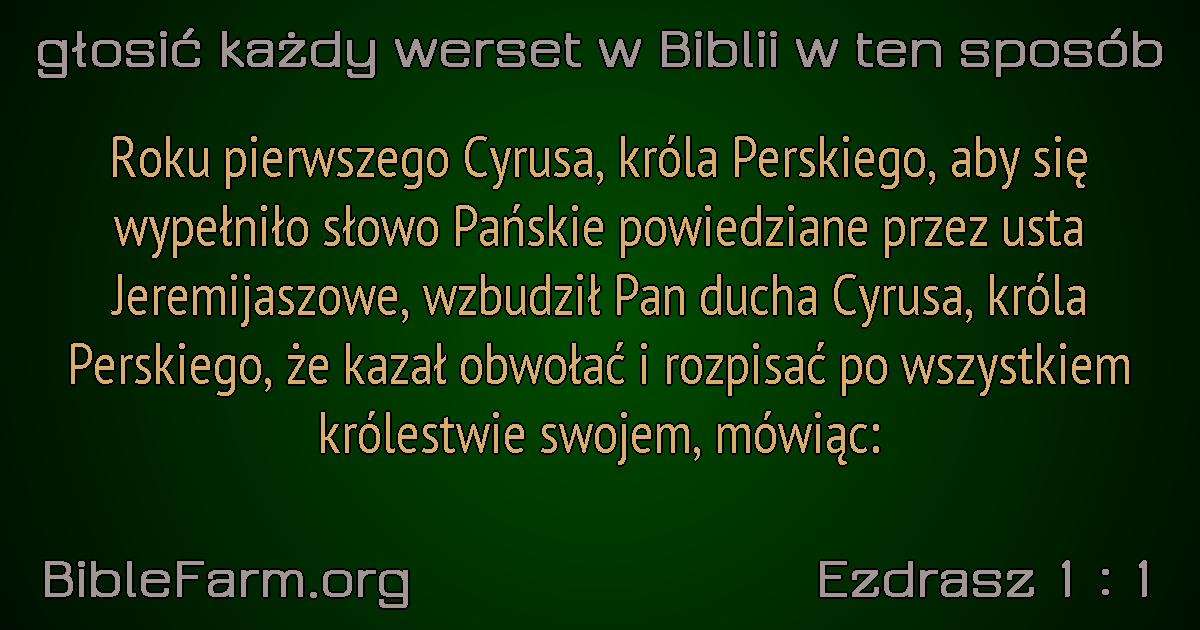 głosić każdy werset w Biblii w ten sposób
Roku pierwszego Cyrusa, króla Perskiego, aby się
wypełniło słowo Pańskie powiedziane przez usta
Jeremijaszowe, wzbudził Pan ducha Cyrusa, króla
Perskiego, że kazał obwołać i rozpisać po wszystkiem
królestwie swojem, mówiąc:
BibleFarm.org
Ezdrasz 1 : 1